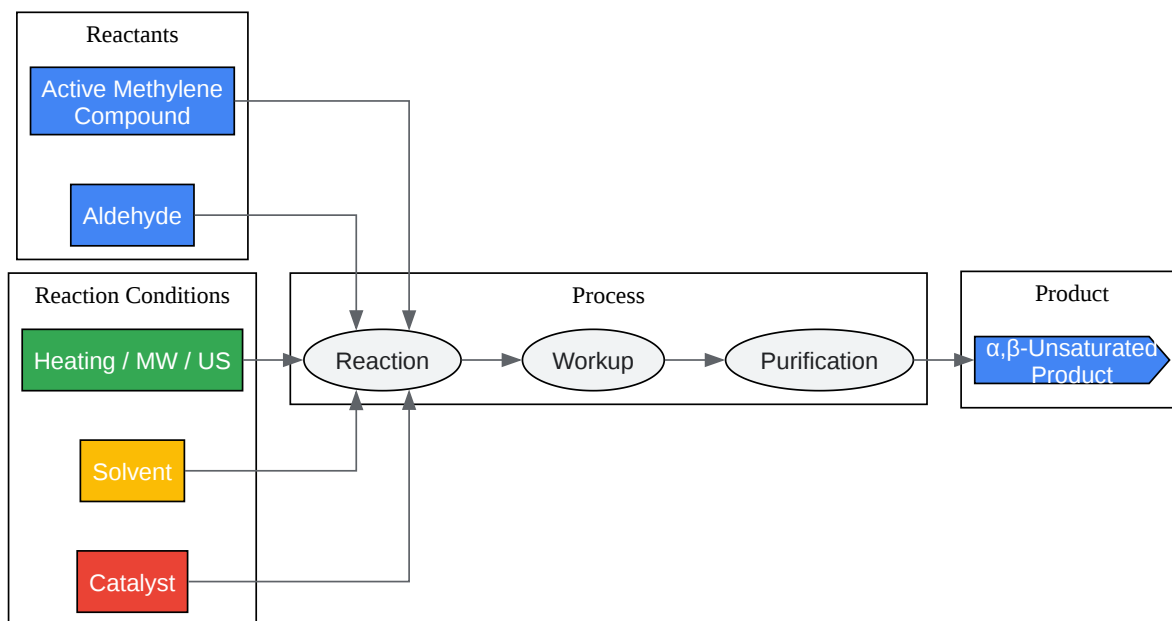 Reactants
Active Methylene
Compound
Aldehyde
Reaction Conditions
Heating / MW / US
Solvent
Catalyst
Process
Reaction
Workup
Purification
Product
α,β-Unsaturated
Product